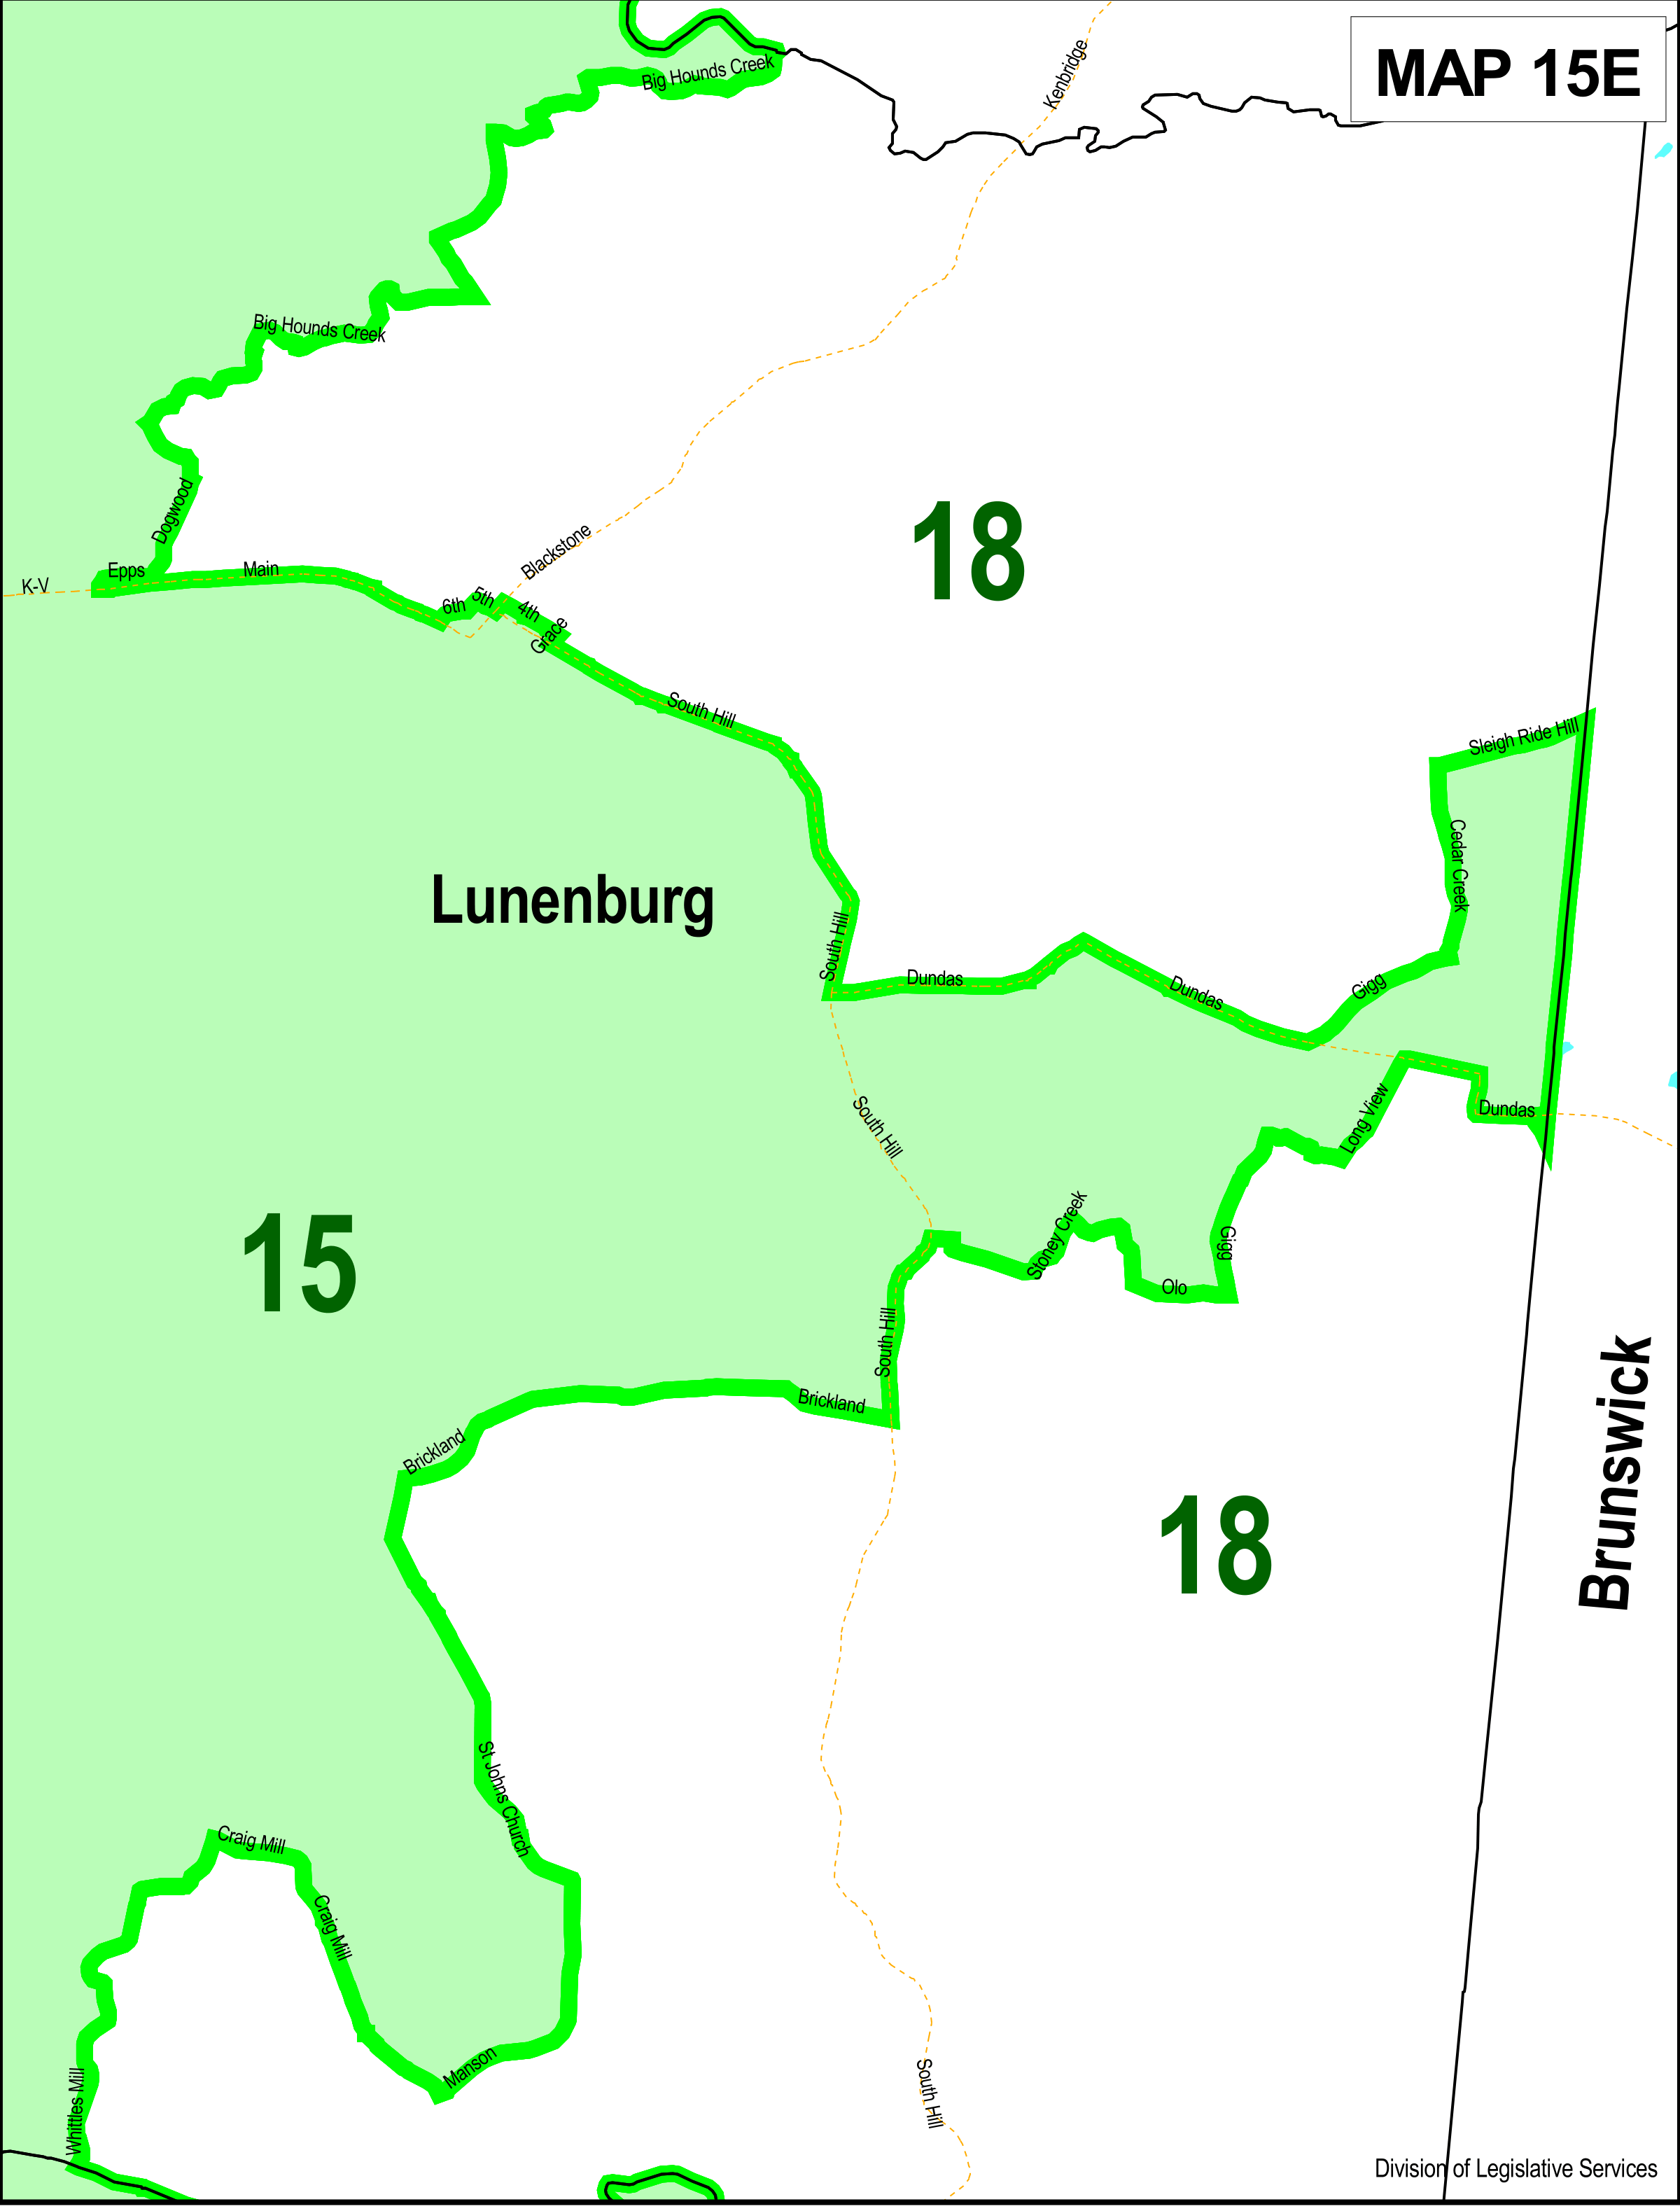 MAP 15E
Big Hounds Creek
Kenbridge
Big Hounds Creek
Dogwood
Blackstone
18
K-V
Epps
Main
6th
5th
4th
Grace
South Hill
Sleigh Ride Hill
Cedar Creek
Lunenburg
South Hill
Dundas
Dundas
Gigg
South Hill
Long View
Dundas
15
Stoney Creek
Gigg
Olo
South Hill
Brickland
Brickland
18
Brunswick
St Johns Church
Craig Mill
Craig Mill
Manson
Whittles Mill
South Hill
Division of Legislative Services